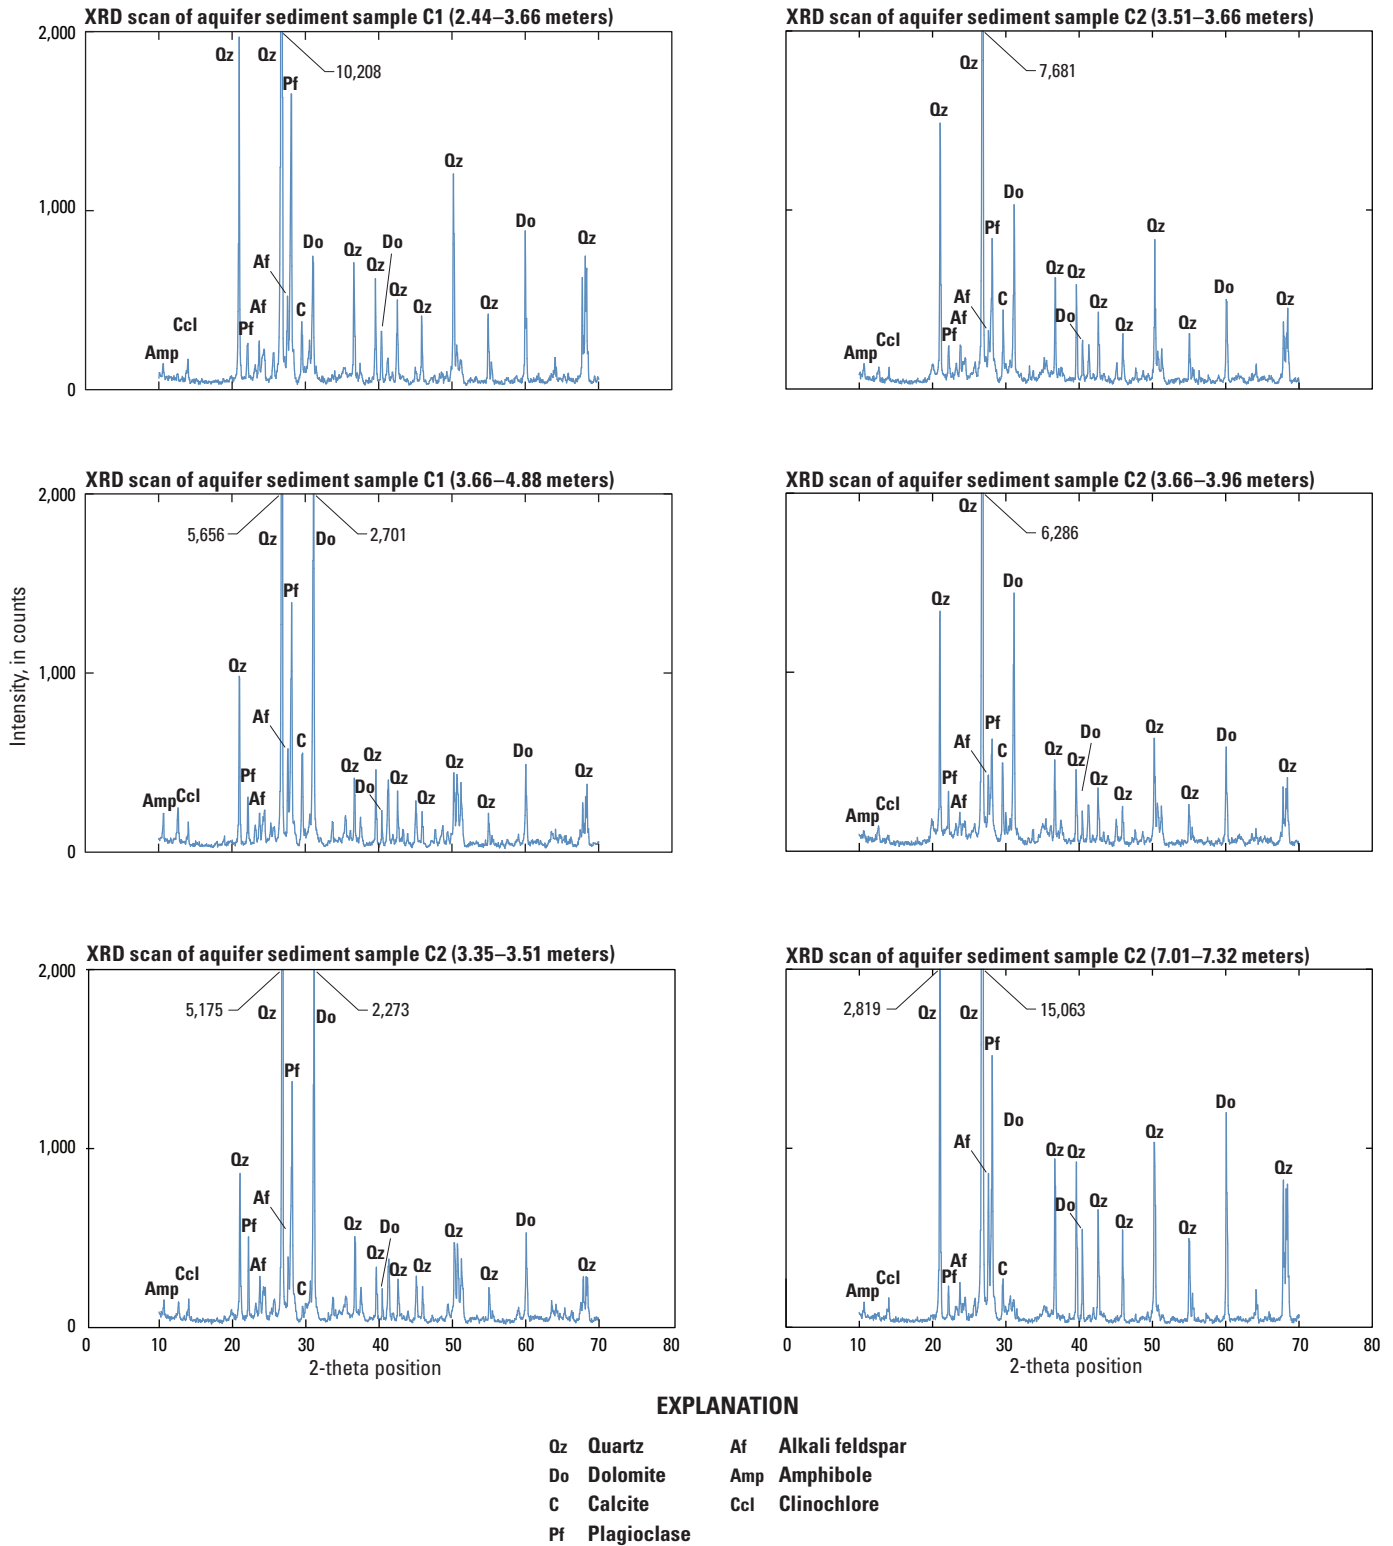 XRD scan of aquifer sediment sample C1 (2.44–3.66 meters)
2,000
1,000
0
Qz
Qz
10,208
Pf
Af
Af
Ccl
Amp
Pf
C
Do
Qz
Qz
Do
Qz
Qz
Qz
Qz
Do
Qz
XRD scan of aquifer sediment sample C2 (3.51–3.66 meters)
Qz
7,681
Qz
Do
Pf
Af
Af
C
Amp
Ccl
Pf
Qz
Qz
Do
Qz
Qz
Qz
Qz
Do
Qz
XRD scan of aquifer sediment sample C1 (3.66–4.88 meters)
Intensity, in counts
2,000
1,000
0
5,656
Qz
Do
2,701
Pf
Qz
Af
C
Pf
Af
Amp
Ccl
Qz
Qz
Do
Qz
Qz
Qz
Qz
Do
Qz
XRD scan of aquifer sediment sample C2 (3.66–3.96 meters)
Qz
6,286
Qz
Do
Pf
Af
C
Pf
Af
Amp
Ccl
Qz
Qz
Do
Qz
Qz
Qz
Qz
Do
Qz
XRD scan of aquifer sediment sample C2 (3.35–3.51 meters)
2,000
1,000
0
5,175
Qz
Do
2,273
Pf
Qz
Af
Pf
Af
C
Amp
Ccl
Qz
Qz
Do
Qz
Qz
Qz
Qz
Do
Qz
0 10 20 30 40 50 60 70 80
2-theta position
XRD scan of aquifer sediment sample C2 (7.01–7.32 meters)
2,819
Qz
Qz
15,063
Pf
Do
Af
Af
C
Pf
Amp
Ccl
Qz
Qz
Do
Qz
Qz
Qz
Qz
Do
Qz
0 10 20 30 40 50 60 70 80
2-theta position
EXPLANATION
Qz Quartz
Do Dolomite
C Calcite
Pf Plagioclase
Af Alkali feldspar
Amp Amphibole
Ccl Clinochlore